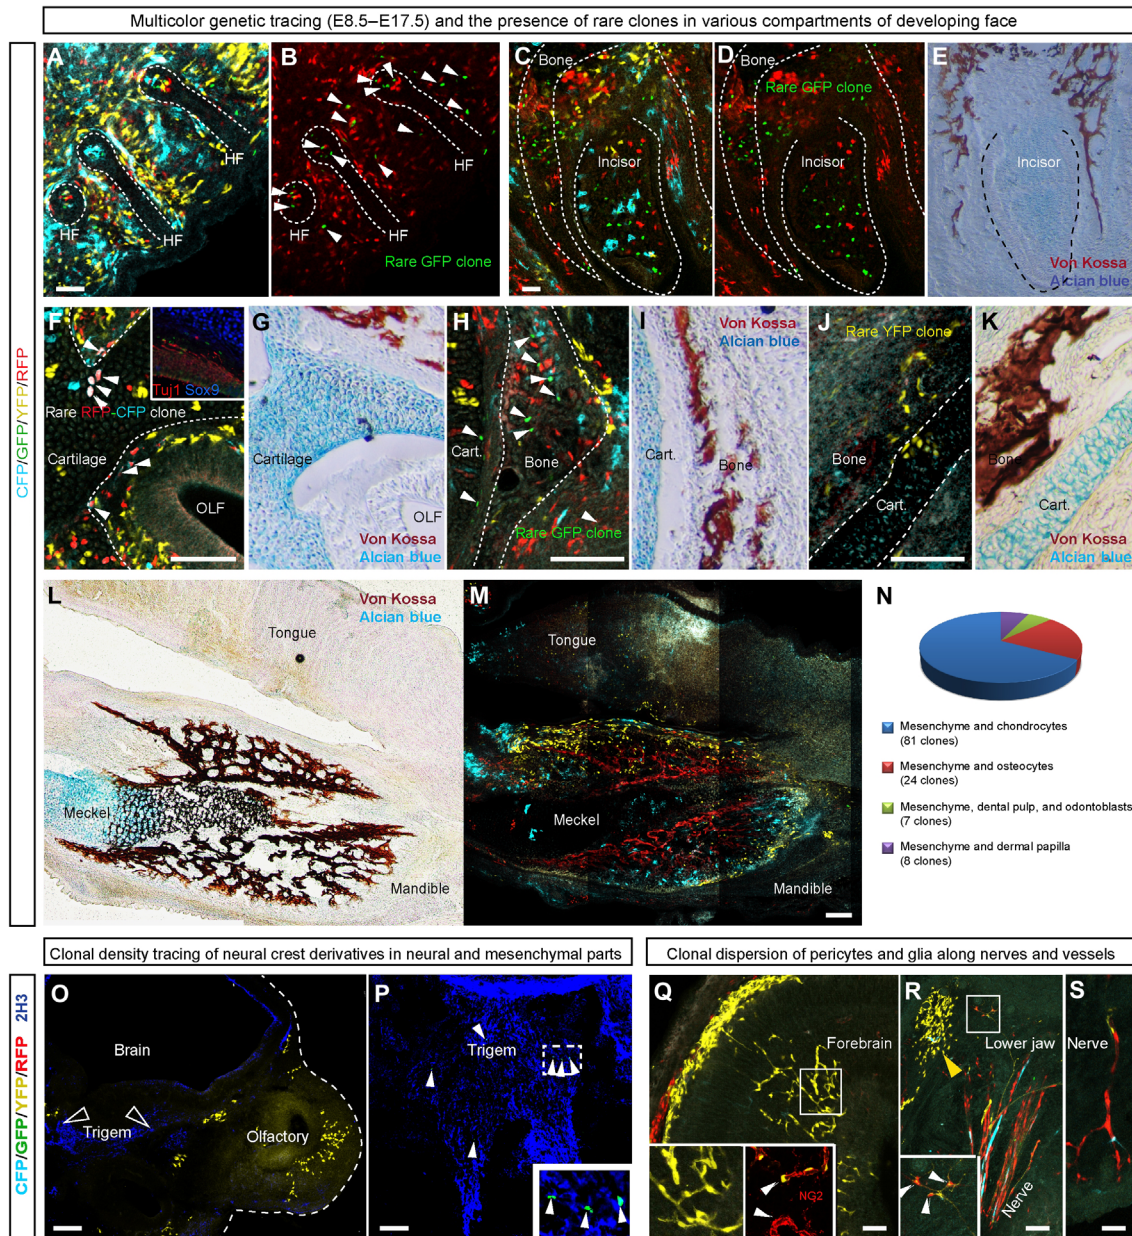 Multicolor genetic tracing (E8.5–E17.5) and the presence of rare clones in various compartments of developing face
CFP/GFP/YFP/RFP
A
HF
HF
HF
B
HF
HF
HF
Rare GFP clone
C
Bone
Incisor
D
Bone
Rare GFP clone
Incisor
E
Incisor
Von Kossa
Alcian blue
F
Tuj1 Sox9
Rare RFP-CFP clone
Cartilage
OLF
G
Cartilage
OLF
Von Kossa
Alcian blue
H
Cart.
Bone
Rare GFP clone
I
Von Kossa
Alcian blue
Cart.
Bone
J
Rare YFP clone
Bone
Cart.
K
Bone
Cart.
Von Kossa
Alcian blue
L
Von Kossa
Alcian blue
Tongue
Meckel
Mandible
M
Tongue
Meckel
Mandible
N
Mesenchyme and chondrocytes
(81 clones)
Mesenchyme and osteocytes
(24 clones)
Mesenchyme, dental pulp, and odontoblasts
(7 clones)
Mesenchyme and dermal papilla
(8 clones)
Clonal density tracing of neural crest derivatives in neural and mesenchymal parts
Clonal dispersion of pericytes and glia along nerves and vessels
CFP/GFP/YFP/RFP 2H3
O
Brain
Trigem
Olfactory
P
Trigem
Q
Forebrain
NG2
R
Lower jaw
Nerve
S
Nerve